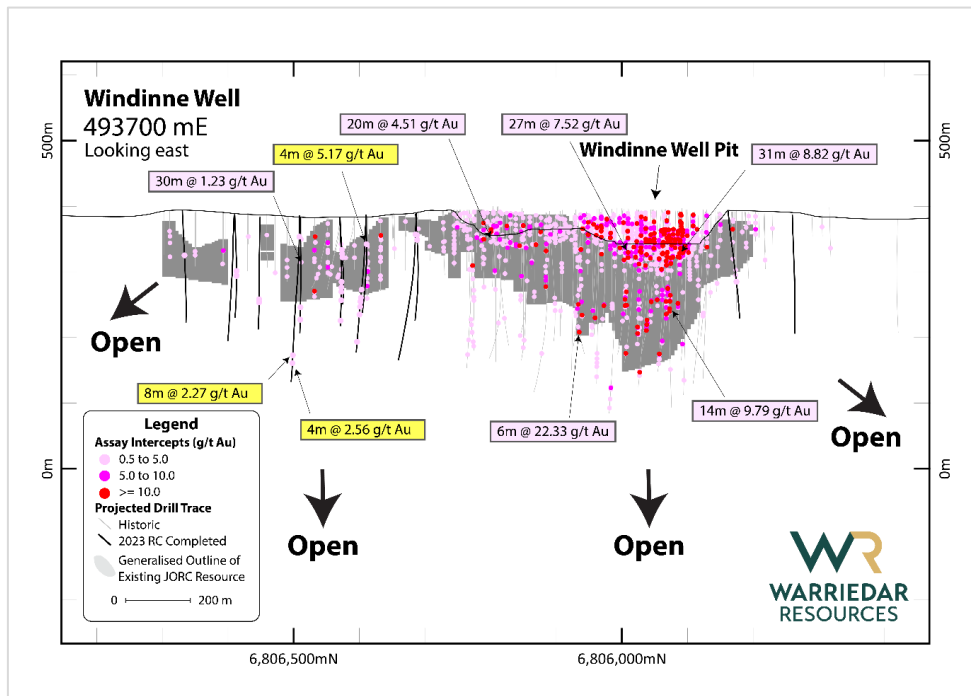 Windinne Well
493700 mE
Looking east
500m
500m
20m @ 4.51 g/t Au
27m @ 7.52 g/t Au
4m @ 5.17 g/t Au
Windinne Well Pit
31m @ 8.82 g/t Au
30m @ 1.23 g/t Au
Open
8m @ 2.27 g/t Au
4m @ 2.56 g/t Au
6m @ 22.33 g/t Au
14m @ 9.79 g/t Au
Open
Legend
Assay Intercepts (g/t Au)
0.5 to 5.0
5.0 to 10.0
>= 10.0
Projected Drill Trace
Historic
2023 RC Completed
Generalised Outline of
Existing JORC Resource
0 200 m
0m
0m
Open
Open
WR
WARRIEDAR
RESOURCES
6,806,500mN
6,806,000mN